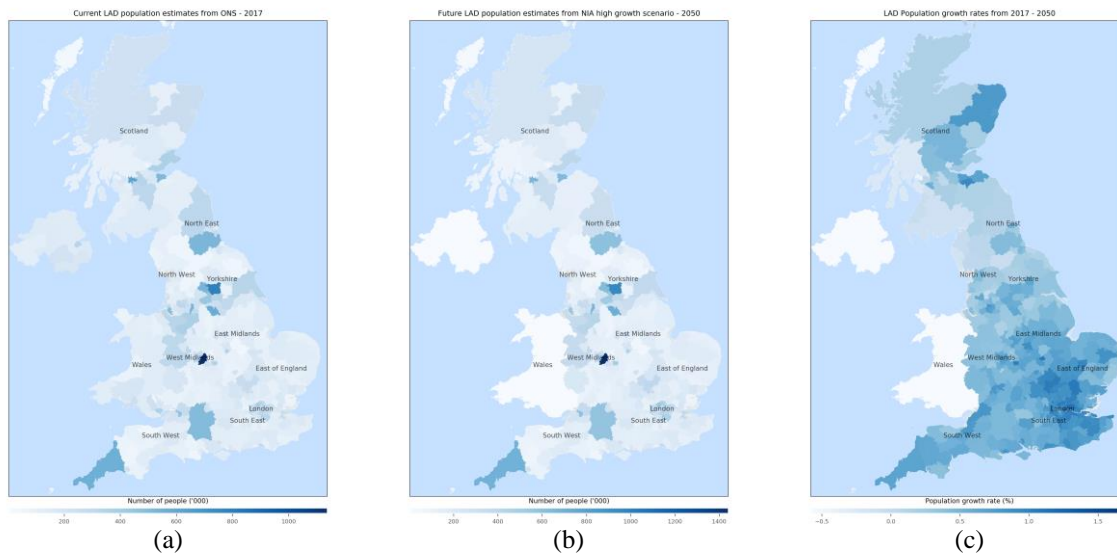 Current LAD population estimates from ONS - 2017
Scotland
North East
North West
Yorkshire
East Midlands
West Midlands
Wales
East of England
London
South East
South West
Number of people ('000)
200 400 600 800 1000
(a)
Future LAD population estimates from NIA high growth scenario - 2050
Scotland
North East
North West
Yorkshire
East Midlands
West Midlands
Wales
East of England
London
South East
South West
Number of people ('000)
200 400 600 800 1000 1200 1400
(b)
LAD Population growth rates from 2017 - 2050
Scotland
North East
North West
Yorkshire
East Midlands
West Midlands
Wales
East of England
London
South East
South West
Population growth rate (%)
−0.5 0.0 0.5 1.0 1.5
(c)